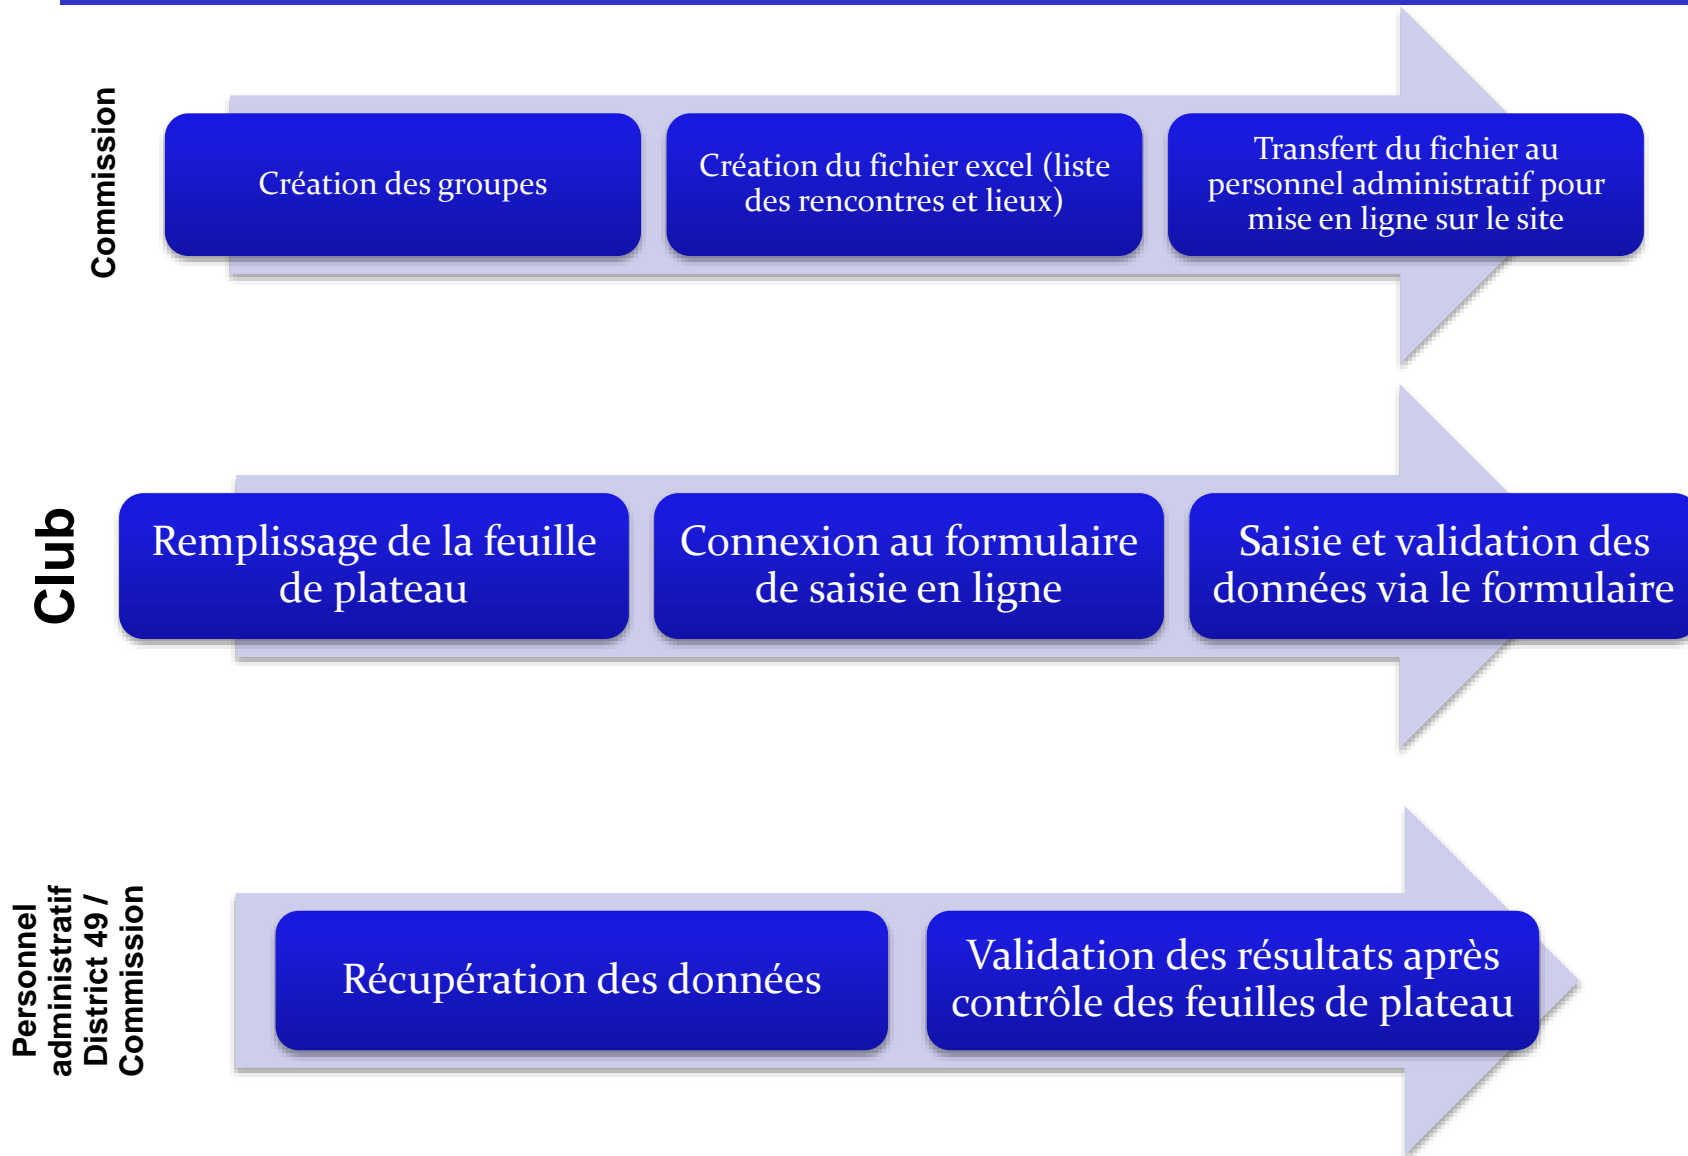 Commission
Création des groupes
Création du fichier excel (liste
des rencontres et lieux)
Transfert du fichier au
personnel administratif pour
mise en ligne sur le site
Club
Remplissage de la feuille
de plateau
Connexion au formulaire
de saisie en ligne
Saisie et validation des
données via le formulaire
Personnel
administratif
District 49 /
Commission
Récupération des données
Validation des résultats après
contrôle des feuilles de plateau